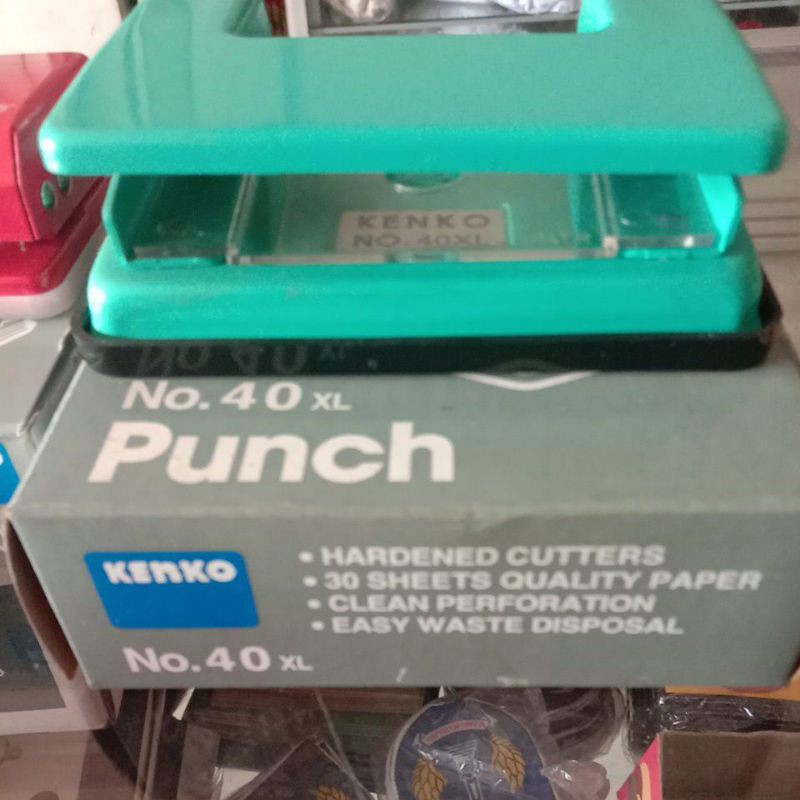 KENKO
NO. 40XL
No. 40 XL
Punch
KENKO
• HARDENED CUTTERS
• 30 SHEETS QUALITY PAPER
• CLEAN PERFORATION
• EASY WASTE DISPOSAL
No. 40 XL